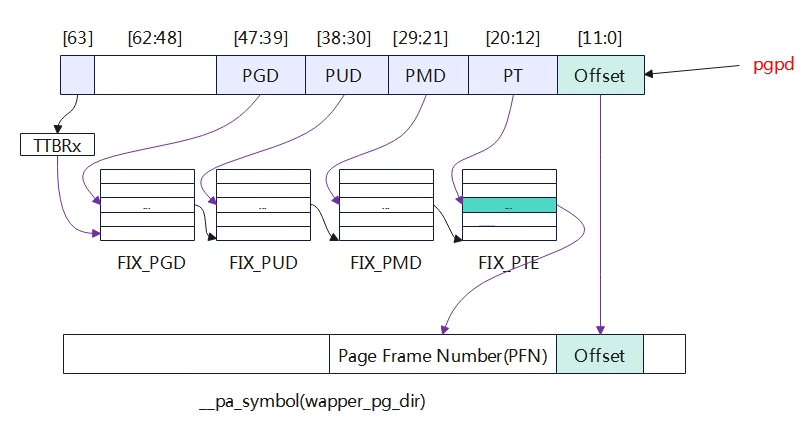 [63] [62:48] [47:39] [38:30] [29:21] [20:12] [11:0]
PGD PUD PMD PT Offset pgpd
TTBRx
... ... ... ...
FIX_PGD FIX_PUD FIX_PMD FIX_PTE
Page Frame Number(PFN) Offset
__pa_symbol(wapper_pg_dir)